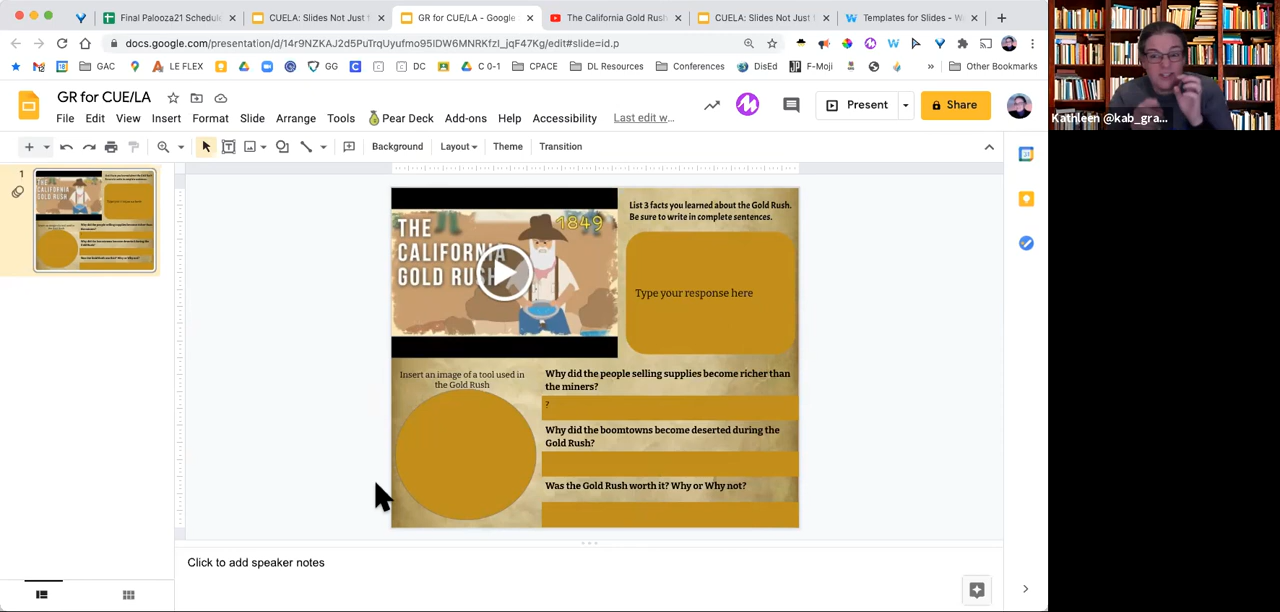 Final Palooza21 Schedul
CUELA: Slides Not Just f
GR for CUE/LA - Google
The California Gold Rush
CUELA: Slides Not Just f
Templates for Slides - W
docs.google.com/presentation/d/14r9NZKAJ2d5PuTrqUyufmo95IDW6MNRKfzI_jqF47Kg/edit#slide=id.p
GAC
LE FLEX
GG
DC
C 0-1
CPACE
DL Resources
Conferences
DisEd
F-Moji
»
Other Bookmarks
Kathleen @kab_gra...
GR for CUE/LA
File Edit View Insert Format Slide Arrange Tools Pear Deck Add-ons Help Accessibility Last edit w...
Present
Share
Background Layout Theme Transition
1
THE
CALIFORNIA
GOLD RUSH
1849
List 3 facts you learned about the Gold Rush.
Be sure to write in complete sentences.
Type your response here
Insert an image of a tool used in
the Gold Rush
Why did the people selling supplies become richer than
the miners?
?
Why did the boomtowns become deserted during the
Gold Rush?
Was the Gold Rush worth it? Why or Why not?
Click to add speaker notes